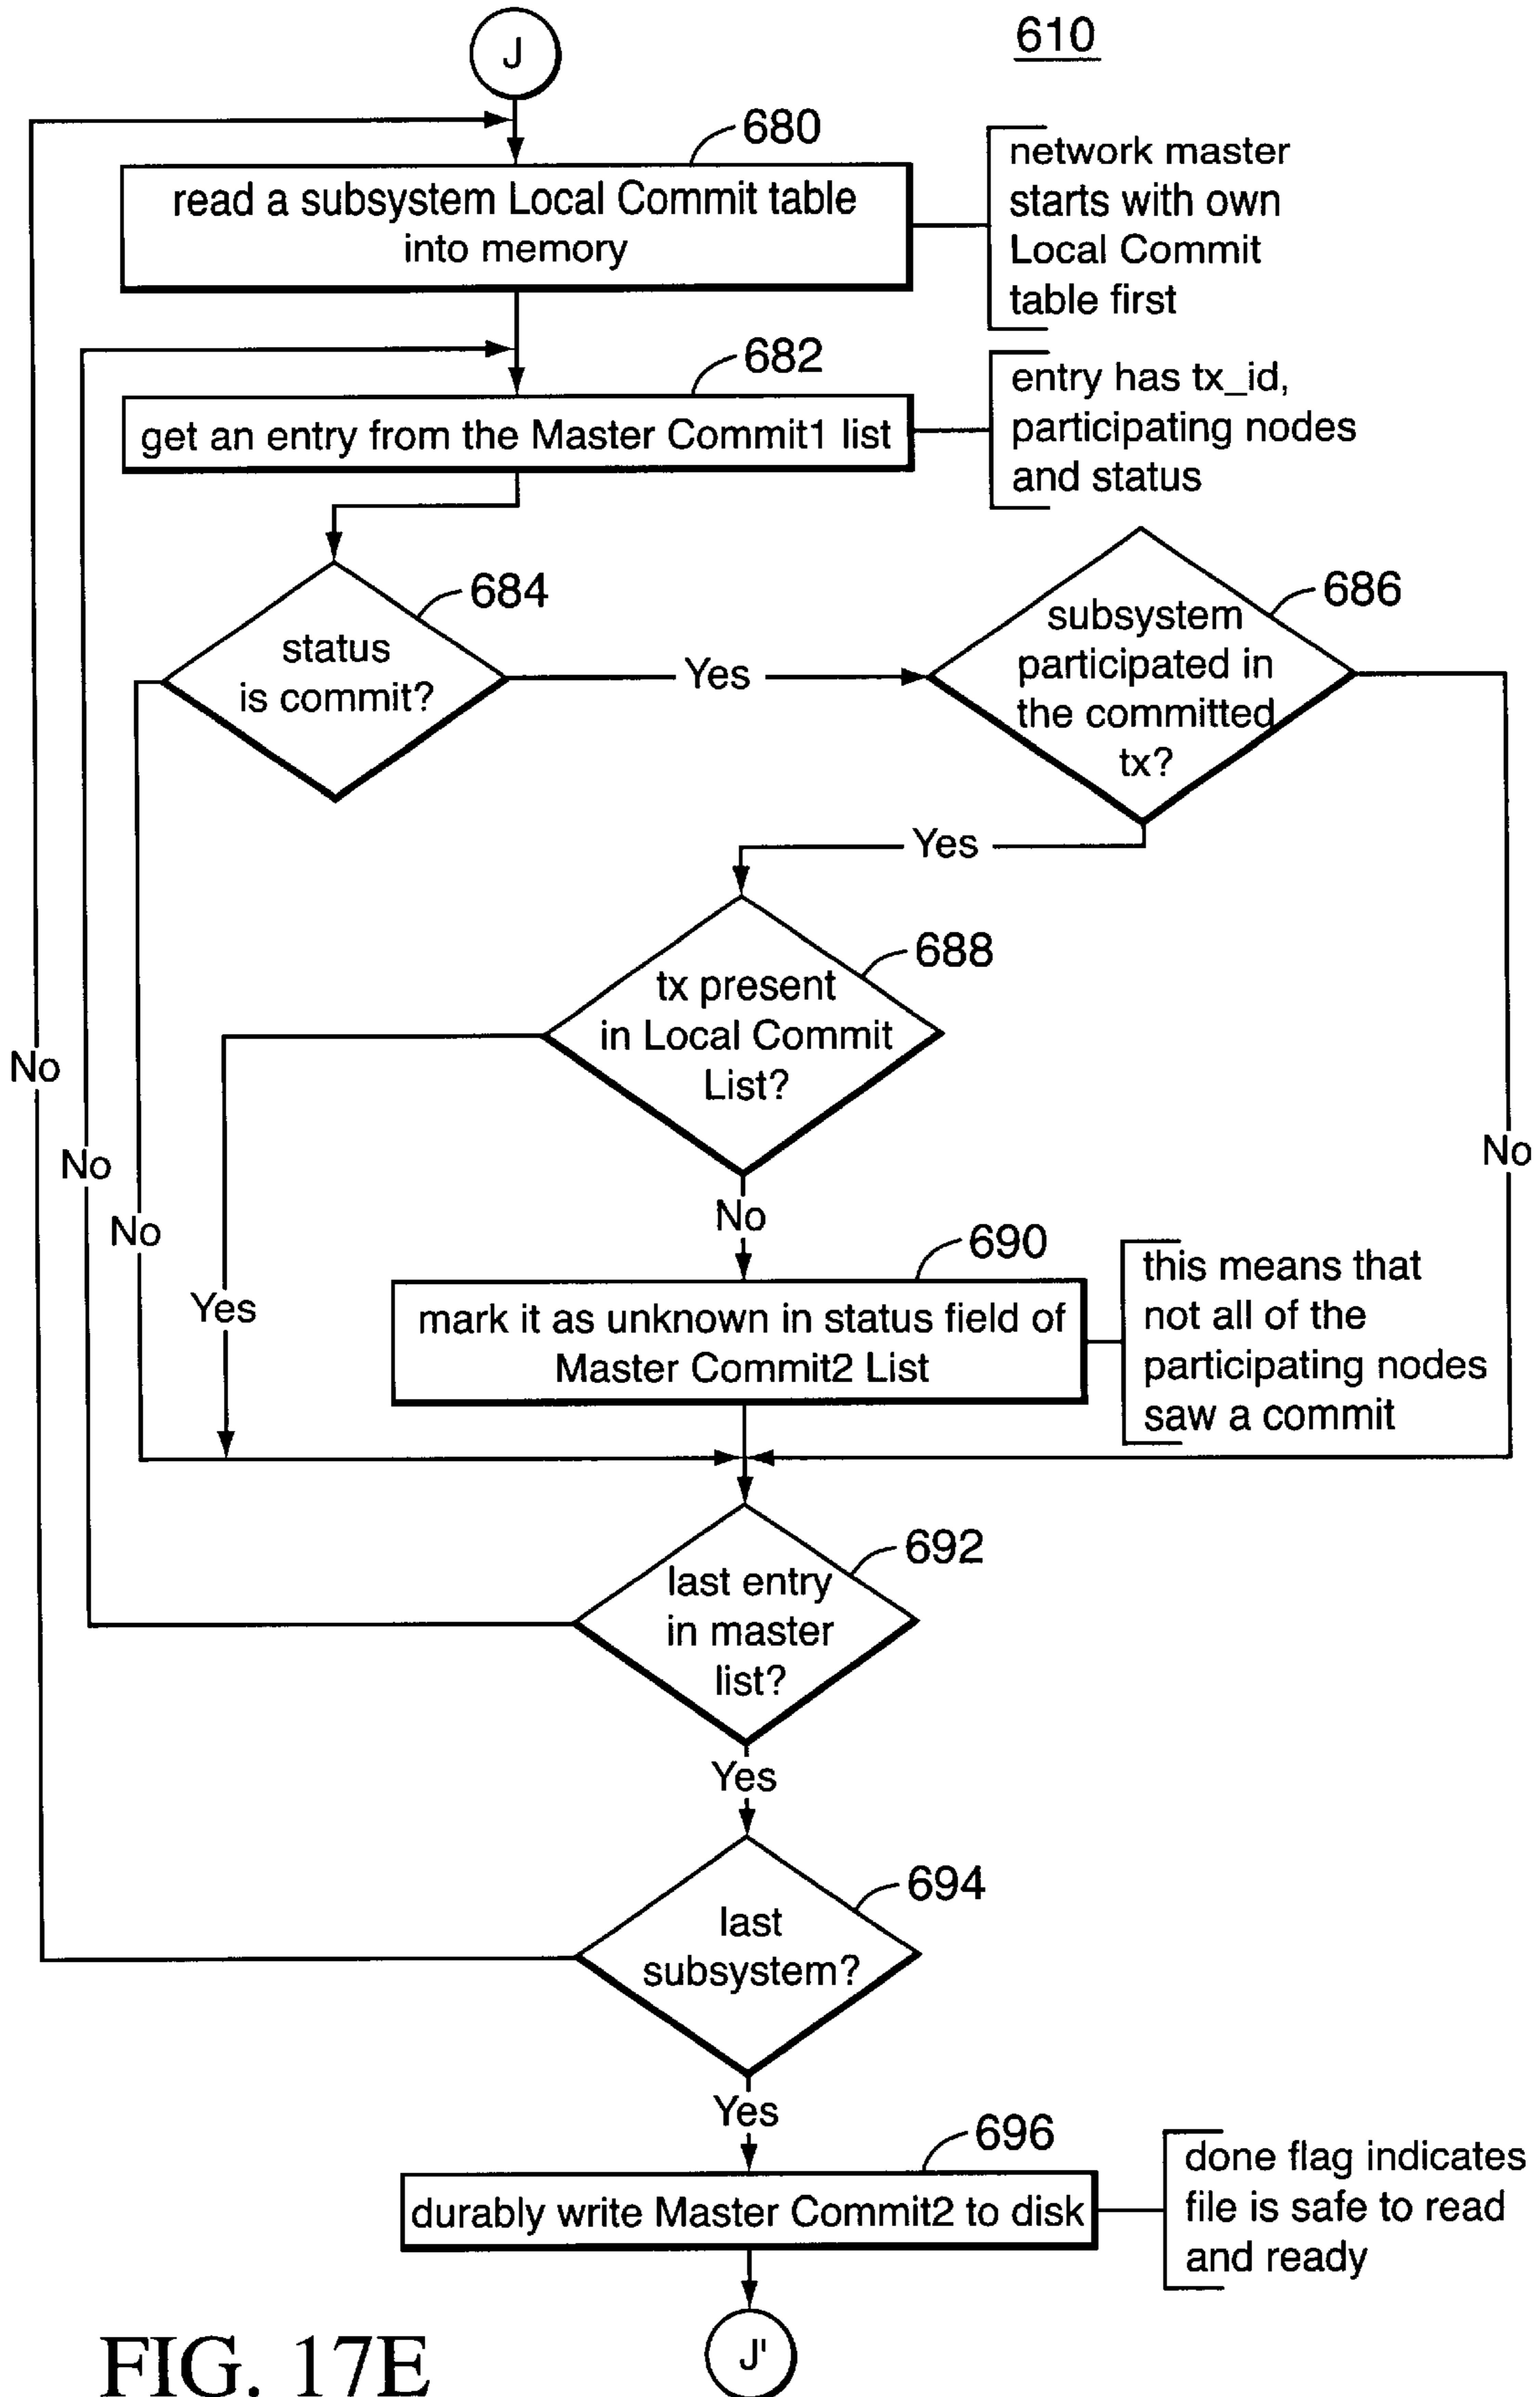 J
610
680
read a subsystem Local Commit table
into memory
network master
starts with own
Local Commit
table first
682
get an entry from the Master Commit1 list
entry has tx_id,
participating nodes
and status
684
status
is commit?
Yes
686
subsystem
participated in
the committed
tx?
Yes
688
tx present
in Local Commit
List?
No
No
No
No
Yes
No
690
mark it as unknown in status field of
Master Commit2 List
this means that
not all of the
participating nodes
saw a commit
692
last entry
in master
list?
Yes
694
last
subsystem?
Yes
696
durably write Master Commit2 to disk
done flag indicates
file is safe to read
and ready
J'
FIG. 17E